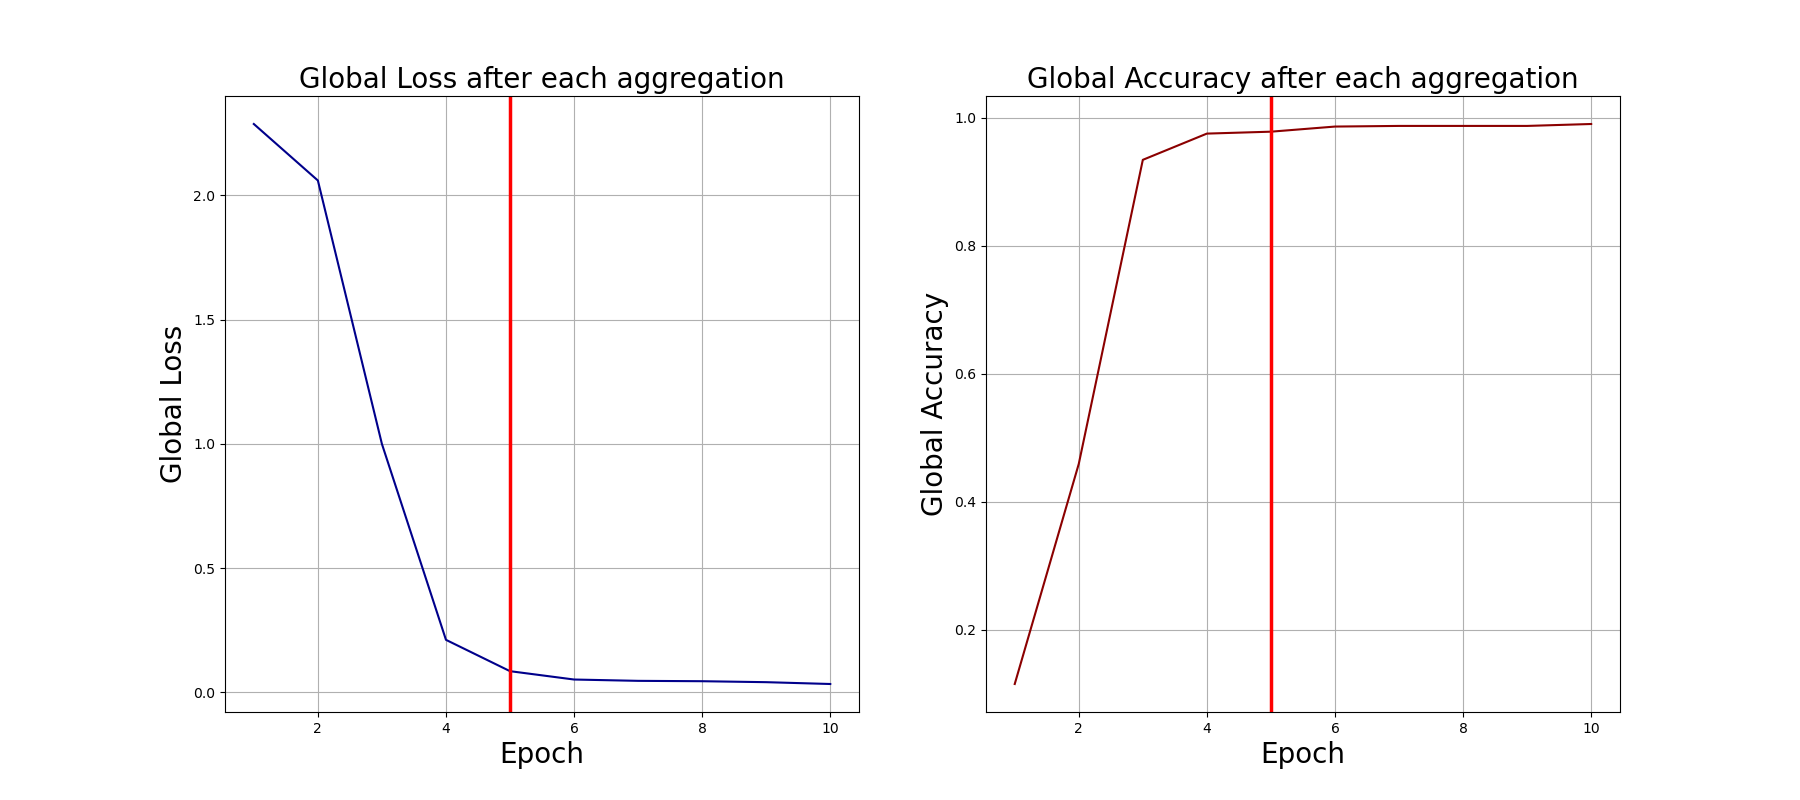 Global Loss after each aggregation
Global Loss
2.0
1.5
1.0
0.5
0.0
2 4 6 8 10
Epoch
Global Accuracy after each aggregation
Global Accuracy
1.0
0.8
0.6
0.4
0.2
2 4 6 8 10
Epoch